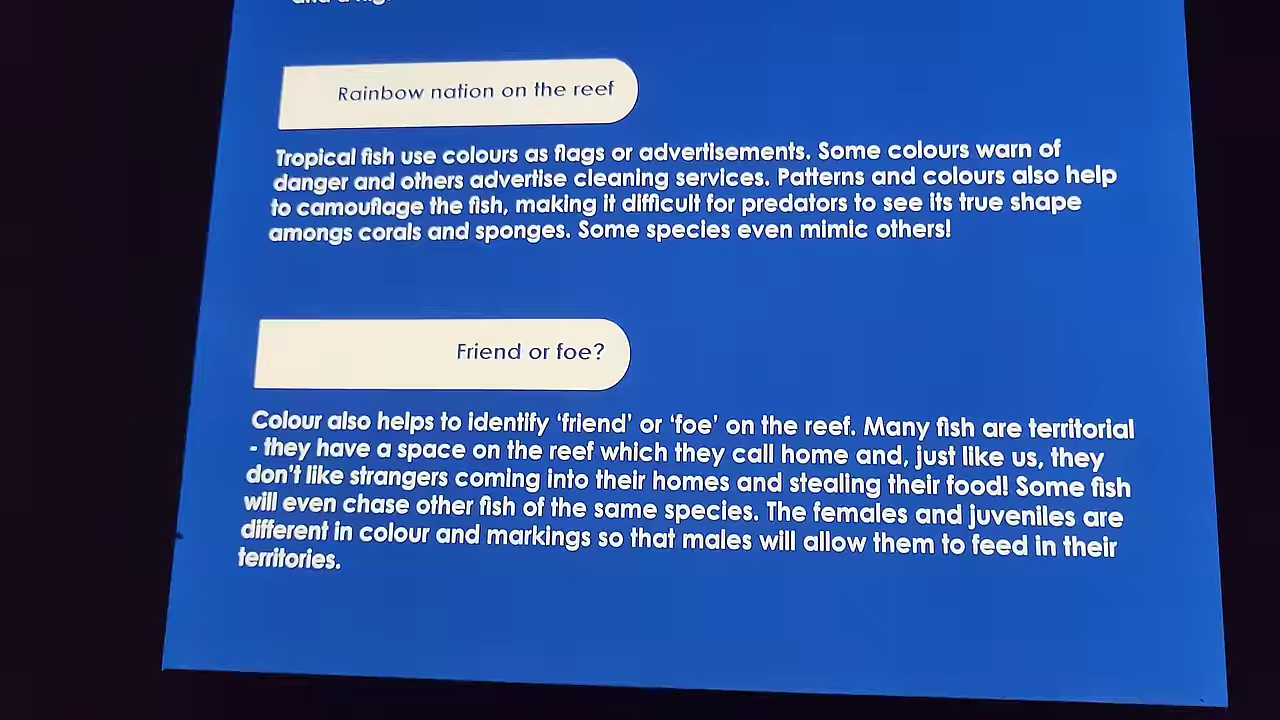 Rainbow nation on the reef
Tropical fish use colours as flags or advertisements. Some colours warn of
danger and others advertise cleaning services. Patterns and colours also help
to camouflage the fish, making it difficult for predators to see its true shape
amongs corals and sponges. Some species even mimic others!
Friend or foe?
Colour also helps to identify ‘friend’ or ‘foe’ on the reef. Many fish are territorial
- they have a space on the reef which they call home and, just like us, they
don't like strangers coming into their homes and stealing their food! Some fish
will even chase other fish of the same species. The females and juveniles are
different in colour and markings so that males will allow them to feed in their
territories.